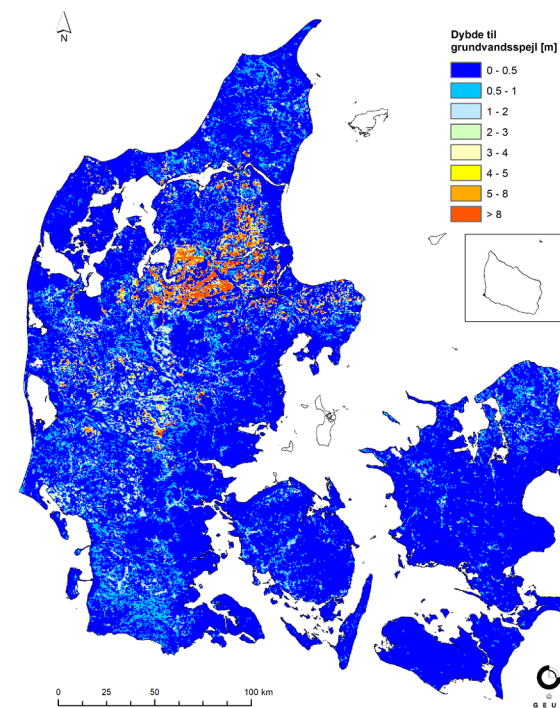 N
Dybde til
grundvandsspejl [m]
0 - 0.5
0.5 - 1
1 - 2
2 - 3
3 - 4
4 - 5
5 - 8
> 8
0 25 50 100 km
G E U